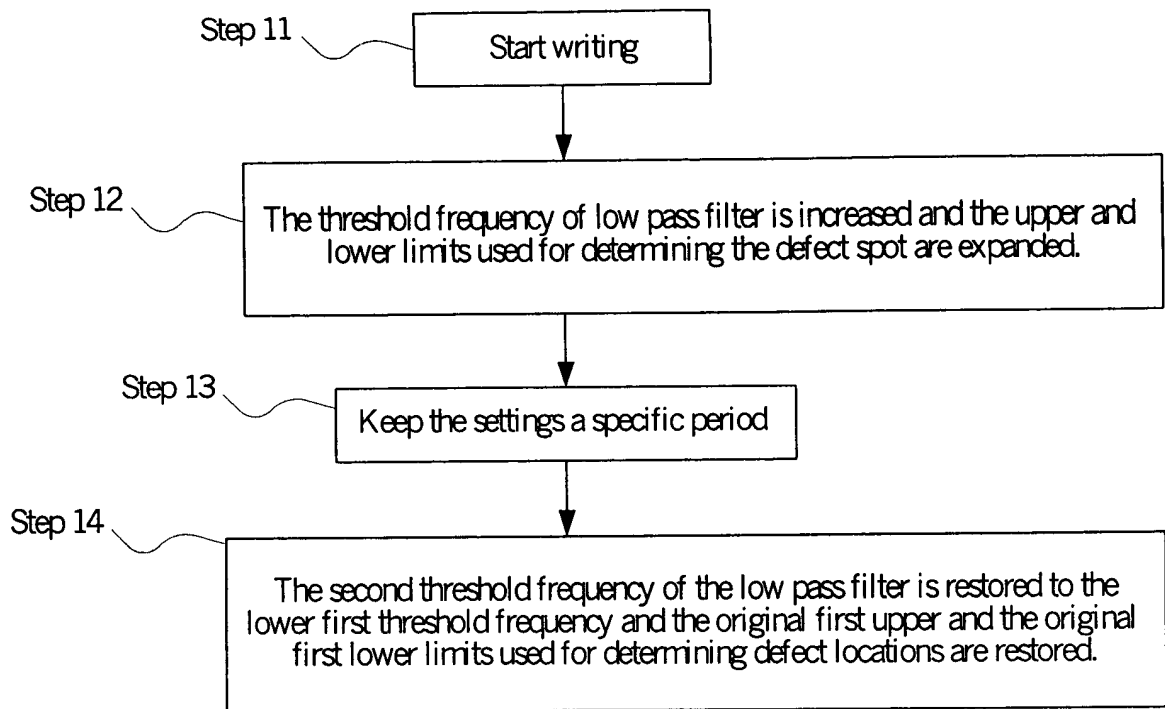 Step 11
Start writing
Step 12
The threshold frequency of low pass filter is increased and the upper and
lower limits used for determining the defect spot are expanded.
Step 13
Keep the settings a specific period
Step 14
The second threshold frequency of the low pass filter is restored to the
lower first threshold frequency and the original first upper and the original
first lower limits used for determining defect locations are restored.